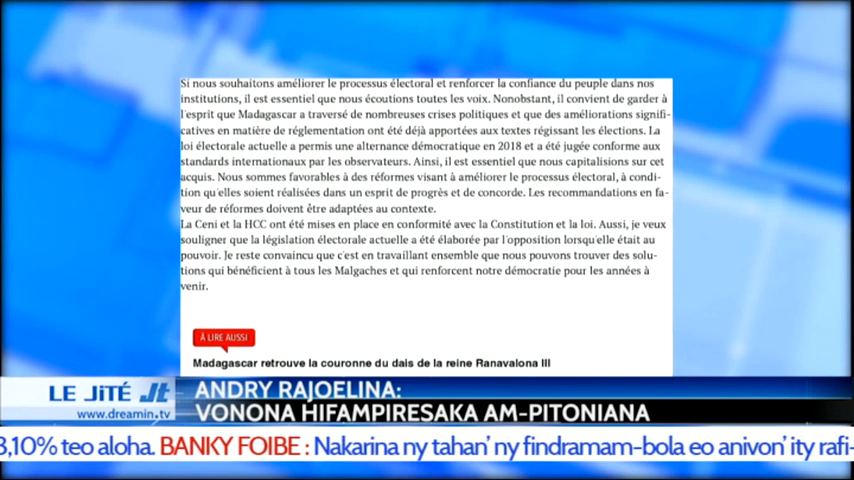 Si nous souhaitons améliorer le processus électoral et renforcer la confiance du peuple dans nos
institutions, il est essentiel que nous écoutions toutes les voix. Nonobstant, il convient de garder à
l'esprit que Madagascar a traversé de nombreuses crises politiques et que des améliorations signifi-
catives en matière de réglementation ont été déjà apportées aux textes régissant les élections. La
loi électorale actuelle a permis une alternance démocratique en 2018 et a été jugée conforme aux
standards internationaux par les observateurs. Ainsi, il est essentiel que nous capitalisions sur cet
acquis. Nous sommes favorables à des réformes visant à améliorer le processus électoral, à condi-
tion qu'elles soient réalisées dans un esprit de progrès et de concorde. Les recommandations en fa-
veur de réformes doivent être adaptées au contexte.
La Ceni et la HCC ont été mises en place en conformité avec la Constitution et la loi. Aussi, je veux
souligner que la législation électorale actuelle a été élaborée par l'opposition lorsqu'elle était au
pouvoir. Je reste convaincu que c'est en travaillant ensemble que nous pouvons trouver des solu-
tions qui bénéficient à tous les Malgaches et qui renforcent notre démocratie pour les années à
venir.
À LIRE AUSSI
Madagascar retrouve la couronne du dais de la reine Ranavalona III
LE JiTÉ Jt
www.dreamin.tv
ANDRY RAJOELINA:
VONONA HIFAMPIRESAKA AM-PITONIANA
3,10% teo aloha. BANKY FOIBE : Nakarina ny tahan' ny findramam-bola eo anivon' ity rafi-